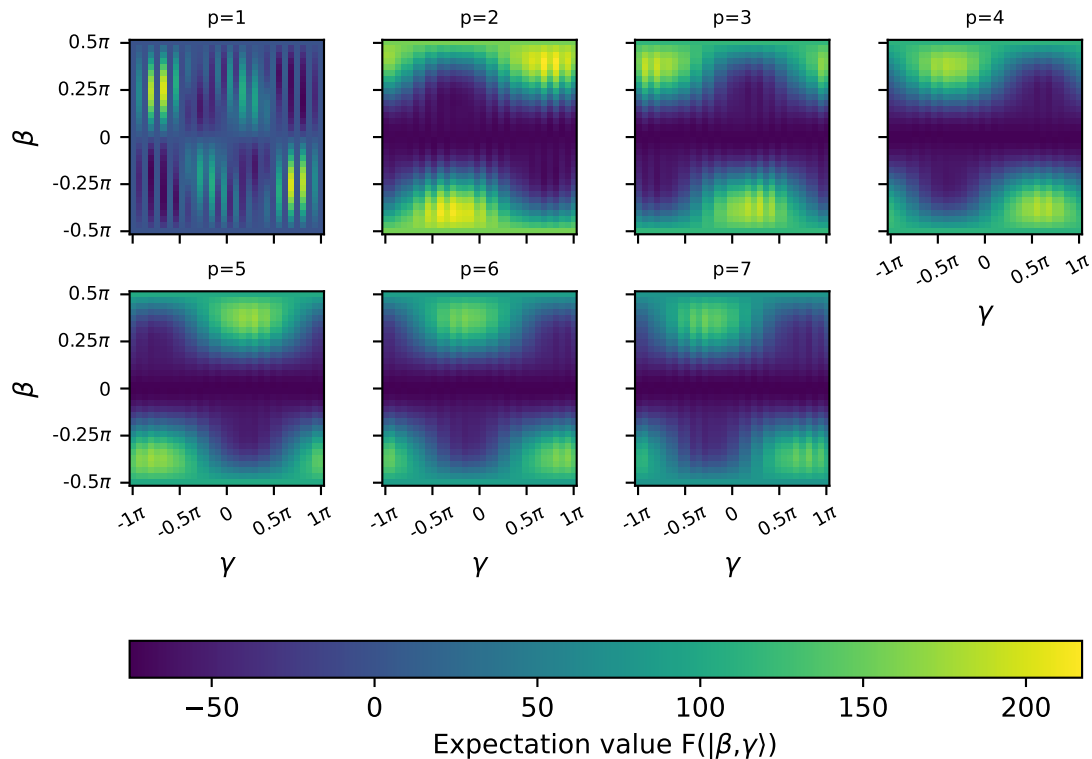 p=1 p=2 p=3 p=4
0.5π
0.25π
0
-0.25π
-0.5π
β
-1π -0.5π 0 0.5π 1π
γ
p=5 p=6 p=7
0.5π
0.25π
0
-0.25π
-0.5π
β
-1π -0.5π 0 0.5π 1π -1π -0.5π 0 0.5π 1π -1π -0.5π 0 0.5π 1π
γ γ γ
−50 0 50 100 150 200
Expectation value F(|β,γ⟩)